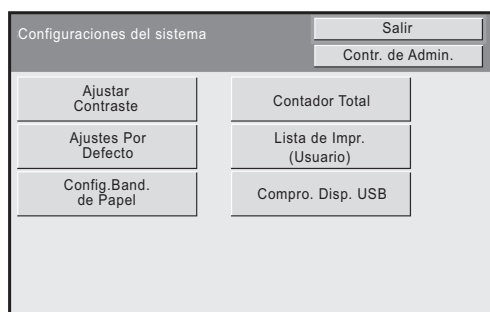 Configuraciones del sistema
Salir
Contr. de Admin.
Ajustar
Contraste
Contador Total
Ajustes Por
Defecto
Lista de Impr.
(Usuario)
Config.Band.
de Papel
Compro. Disp. USB